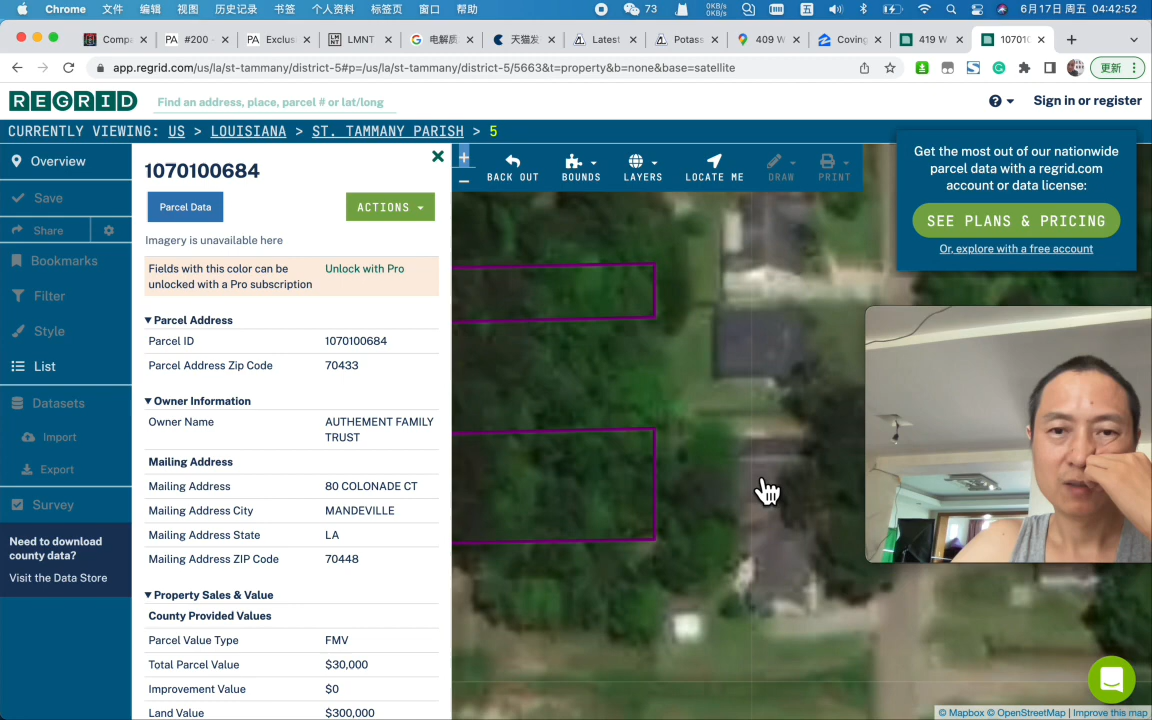 Chrome 文件 编辑 视图 历史记录 书签 个人资料 标签页 窗口 帮助 73 0KB/s 0KB/s 五 6月17日 周五 04:42:52
Compa PA #200 - PA Exclus LMNT 电解质 天猫发 Latest Potass 409 W Coving 419 W 10701
app.regrid.com/us/la/st-tammany/district-5#p=/us/la/st-tammany/district-5/5663&t=property&b=none&base=satellite 更新
REGRID Find an address, place, parcel # or lat/long Sign in or register
CURRENTLY VIEWING: US > LOUISIANA > ST. TAMMANY PARISH > 5
Overview
Save
Share
Bookmarks
Filter
Style
List
Datasets
Import
Export
Survey
Need to download
county data?
Visit the Data Store
1070100684
Parcel Data ACTIONS
Imagery is unavailable here
Fields with this color can be
unlocked with a Pro subscription
Unlock with Pro
Parcel Address
Parcel ID 1070100684
Parcel Address Zip Code 70433
Owner Information
Owner Name AUTHEMENT FAMILY
TRUST
Mailing Address
Mailing Address 80 COLONADE CT
Mailing Address City MANDEVILLE
Mailing Address State LA
Mailing Address ZIP Code 70448
Property Sales & Value
County Provided Values
Parcel Value Type FMV
Total Parcel Value $30,000
Improvement Value $0
Land Value $300,000
+
−
BACK OUT BOUNDS LAYERS LOCATE ME DRAW PRINT
Get the most out of our nationwide
parcel data with a regrid.com
account or data license:
SEE PLANS & PRICING
Or, explore with a free account
© Mapbox © OpenStreetMap | Improve this map